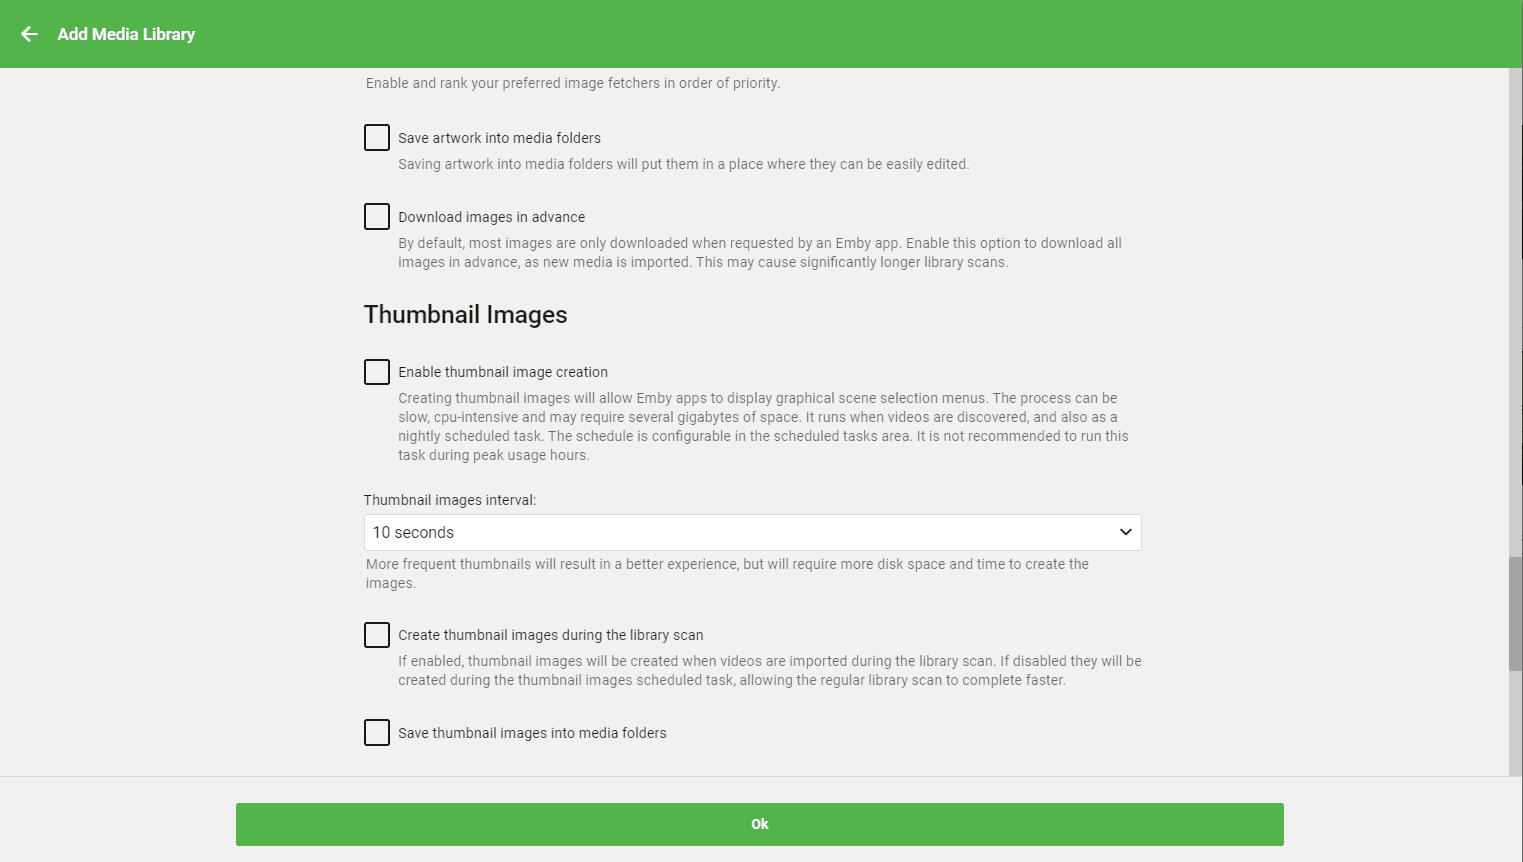 Add Media Library
Enable and rank your preferred image fetchers in order of priority.
Save artwork into media folders
Saving artwork into media folders will put them in a place where they can be easily edited.
Download images in advance
By default, most images are only downloaded when requested by an Emby app. Enable this option to download all
images in advance, as new media is imported. This may cause significantly longer library scans.
Thumbnail Images
Enable thumbnail image creation
Creating thumbnail images will allow Emby apps to display graphical scene selection menus. The process can be
slow, cpu-intensive and may require several gigabytes of space. It runs when videos are discovered, and also as a
nightly scheduled task. The schedule is configurable in the scheduled tasks area. It is not recommended to run this
task during peak usage hours.
Thumbnail images interval:
10 seconds
More frequent thumbnails will result in a better experience, but will require more disk space and time to create the
images.
Create thumbnail images during the library scan
If enabled, thumbnail images will be created when videos are imported during the library scan. If disabled they will be
created during the thumbnail images scheduled task, allowing the regular library scan to complete faster.
Save thumbnail images into media folders
Ok